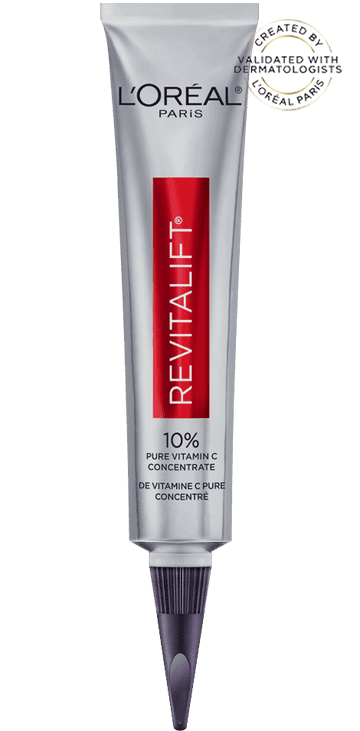 CREATED BY
VALIDATED WITH
DERMATOLOGISTS
L'ORÉAL PARIS
L'ORÉAL®
PARIS
REVITALIFT®
10%
PURE VITAMIN C
CONCENTRATE
DE VITAMINE C PURE
CONCENTRÉ